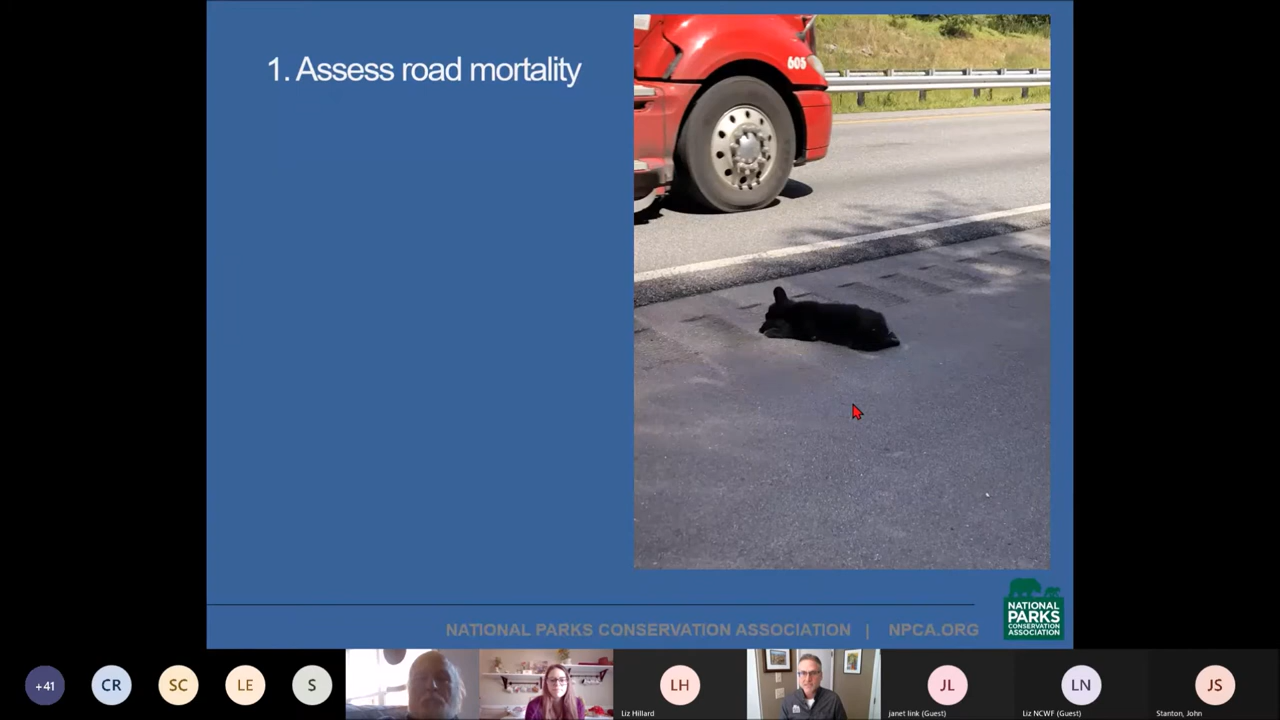 1. Assess road mortality
605
NATIONAL PARKS CONSERVATION ASSOCIATION | NPCA.ORG
NATIONAL
PARKS
CONSERVATION
ASSOCIATION
+41
CR
SC
LE
S
LH
Liz Hillard
JL
janet link (Guest)
LN
Liz NCWF (Guest)
JS
Stanton, John